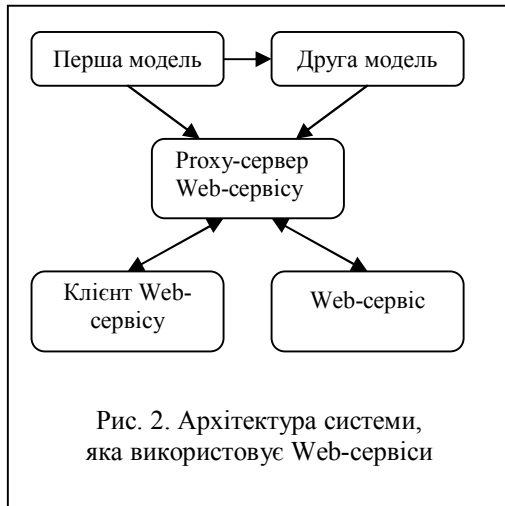 Перша модель
Друга модель
Proxy-сервер
Web-сервісу
Клієнт Web-
сервісу
Web-сервіс
Рис. 2. Архітектура системи,
яка використовує Web-сервіси